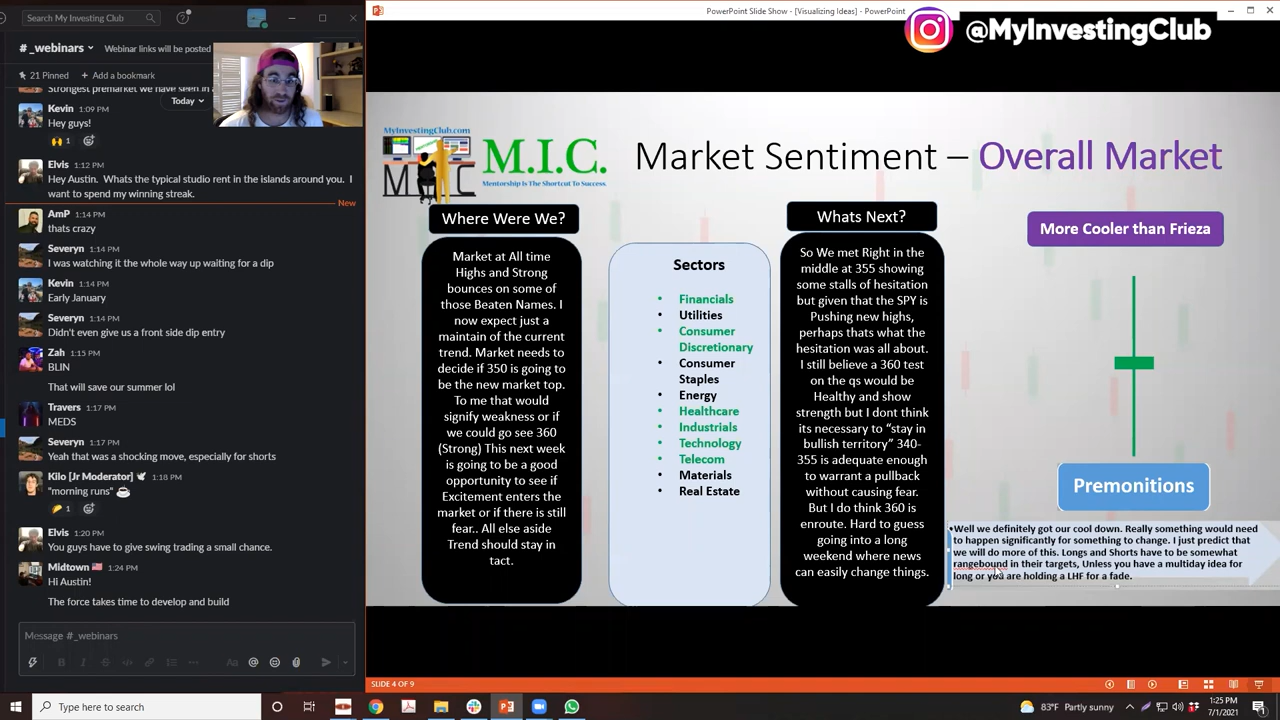 PowerPoint Slide Show - [Visualizing Ideas] - PowerPoint
@MyInvestingClub
Thursday's at 4:30PM EST
# _webinars
Webinar links will be posted
21 Pinned
Add a bookmark
Strongest premarket we have seen in
Today
Kevin 1:09 PM
Hey guys!
1
Elvis 1:12 PM
Hey Austin. Whats the typical studio rent in the islands around you. I
want to spend my winning streak.
New
AmP 1:14 PM
thats crazy
Severyn 1:14 PM
I was watching it the whole way up waiting for a dip
Kevin 1:14 PM
Early January
Severyn 1:14 PM
Didn't even give us a front side dip entry
Zah 1:15 PM
BLIN
That will save our summer lol
Travers 1:17 PM
MEDS
Severyn 1:17 PM
Yeah that was a shocking move, especially for shorts
Kilo [Jr Moderator] 1:18 PM
"morning runs"
1
Elvis 1:20 PM
You guys have to give swing trading a small chance.
Midtown 1:24 PM
Hi Austin!
The force takes time to develop and build
Message #_webinars
MyInvestingClub.com
MIC
M.I.C.
Mentorship Is The Shortcut To Success.
Market Sentiment – Overall Market
Where Were We?
Market at All time
Highs and Strong
bounces on some of
those Beaten Names. I
now expect just a
maintain of the current
trend. Market needs to
decide if 350 is going to
be the new market top.
To me that would
signify weakness or if
we could go see 360
(Strong) This next week
is going to be a good
opportunity to see if
Excitement enters the
market or if there is still
fear.. All else aside
Trend should stay in
tact.
Sectors
• Financials
• Utilities
• Consumer
Discretionary
• Consumer
Staples
• Energy
• Healthcare
• Industrials
• Technology
• Telecom
• Materials
• Real Estate
Whats Next?
So We met Right in the
middle at 355 showing
some stalls of hesitation
but given that the SPY is
Pushing new highs,
perhaps thats what the
hesitation was all about.
I still believe a 360 test
on the qs would be
Healthy and show
strength but I dont think
its necessary to “stay in
bullish territory” 340-
355 is adequate enough
to warrant a pullback
without causing fear.
But I do think 360 is
enroute. Hard to guess
going into a long
weekend where news
can easily change things.
More Cooler than Frieza
Premonitions
•Well we definitely got our cool down. Really something would need
to happen significantly for something to change. I just predict that
we will do more of this. Longs and Shorts have to be somewhat
rangebound in their targets, Unless you have a multiday idea for
long or you are holding a LHF for a fade.
SLIDE 4 OF 9
Type here to search
83°F Partly sunny
1:25 PM
7/1/2021